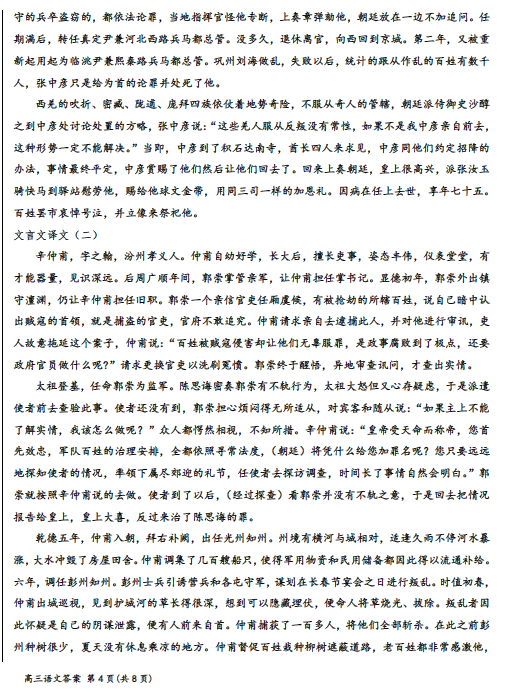 守的兵卒盗窃的，都依法论罪，当地指挥官怪他专断，上奏章弹劾他，朝廷放在一边不加追问。任
期满后，转任真定尹兼河北西路兵马都总管。没多久，退休离官，向西回到京城。第二年，又被重
新起用起为临洮尹兼熙秦路兵马都总管。巩州刘海做乱，失败以后，统计的跟从作乱的百姓有数千
人，张中彦只是给为首的论罪并处死了他。
西羌的吹折、密臧、陇逋、庞拜四族依仗着地势奇险，不服从奇人的管辖，朝廷派侍御史沙醇
之到中彦处讨论处置的方略，张中彦说：“这些羌人服从反叛没有常性，如果不是我中彦亲自前去，
这种形势一定不能解决。”当即，中彦到了积石达南寺，首长四人来求见，中彦同他们约定招降的
办法，事情最终平定，中彦赏赐了他们然后让他们回去了。回来上奏朝廷，皇上很高兴，派张汝玉
骑快马到驿站慰劳他，赐给他球文金带，用同三司一样的加恩礼。因病在任上去世，享年七十五。
百姓罢市哀悼号泣，并立像来祭祀他。
文言文译文（二）
辛仲甫，字之翰，汾州孝义人。仲甫自幼好学，长大后，擅长吏事，姿态丰伟，仪表堂堂，有
才能器量，见识深远。后周广顺年间，郭崇掌管亲军，让仲甫担任掌书记。显德初年，郭崇外出镇
守澶渊，仍让辛仲甫担任旧职。郭崇一个亲信官吏任厢虞候，有被抢劫的所辖百姓，说自己暗中认
出贼寇的首领，就是捕盗的官吏，官府不敢追究。仲甫请求亲自去逮捕此人，并对他进行审讯，吏
人故意拖延这个案子，仲甫说：“百姓被贼寇侵害却让他们无辜服罪，是政事腐败到了极点，还要
政府官员做什么呢？”请求更换官吏以洗刷冤愤。郭崇终于醒悟，异地审查讯问，才查出实情。
太祖登基，任命郭崇为监军。陈思诲密奏郭崇有不轨行为，太祖大怒但又心存疑虑，于是派遣
使者前去查验此事。使者还没有到，郭崇担心烦闷得无所适从，对宾客和随从说：“如果主上不能
了解实情，我该怎么做呢？”众人都愕然相视，不知所措。辛仲甫说：“皇帝受天命而称帝，您首
先效忠，军队百姓的治理安排，全都依照寻常法度，（朝廷）将凭什么给您加罪名呢？您只要远远
地探知使者的情况，率领下属尽郊迎的礼节，任使者去探访调查，时间长了事情自然会明白。”郭
崇就按照辛仲甫说的去做。使者到了以后，（经过探查）看郭崇并没有不轨之意，于是回去把情况
报告给皇上，皇上大喜，反过来治了陈思诲的罪。
乾德五年，仲甫入朝，拜右补阙，出任光州知州。州境有横河与城相对，适逢久雨不停河水暴
涨，大水冲毁了房屋田舍。仲甫调集了几百艘船只，使得军用物资和民用储备都因此得以流通补给。
六年，调任彭州知州。彭州士兵引诱营兵和各屯守军，谋划在长春节宴会之日进行叛乱。时值初春，
仲甫出城巡视，见到护城河的草长得很深，想到可以隐藏埋伏，便命人将草烧光、拔除。叛乱者因
此怀疑是自己的阴谋泄露，便有人前来自首。仲甫捕获了一百多人，将他们全部斩杀。在此之前彭
州种树很少，夏天没有休息乘凉的地方。仲甫督促百姓栽种柳树遮蔽道路，老百姓都非常感激他，
高三语文答案 第 4 页(共 8 页)